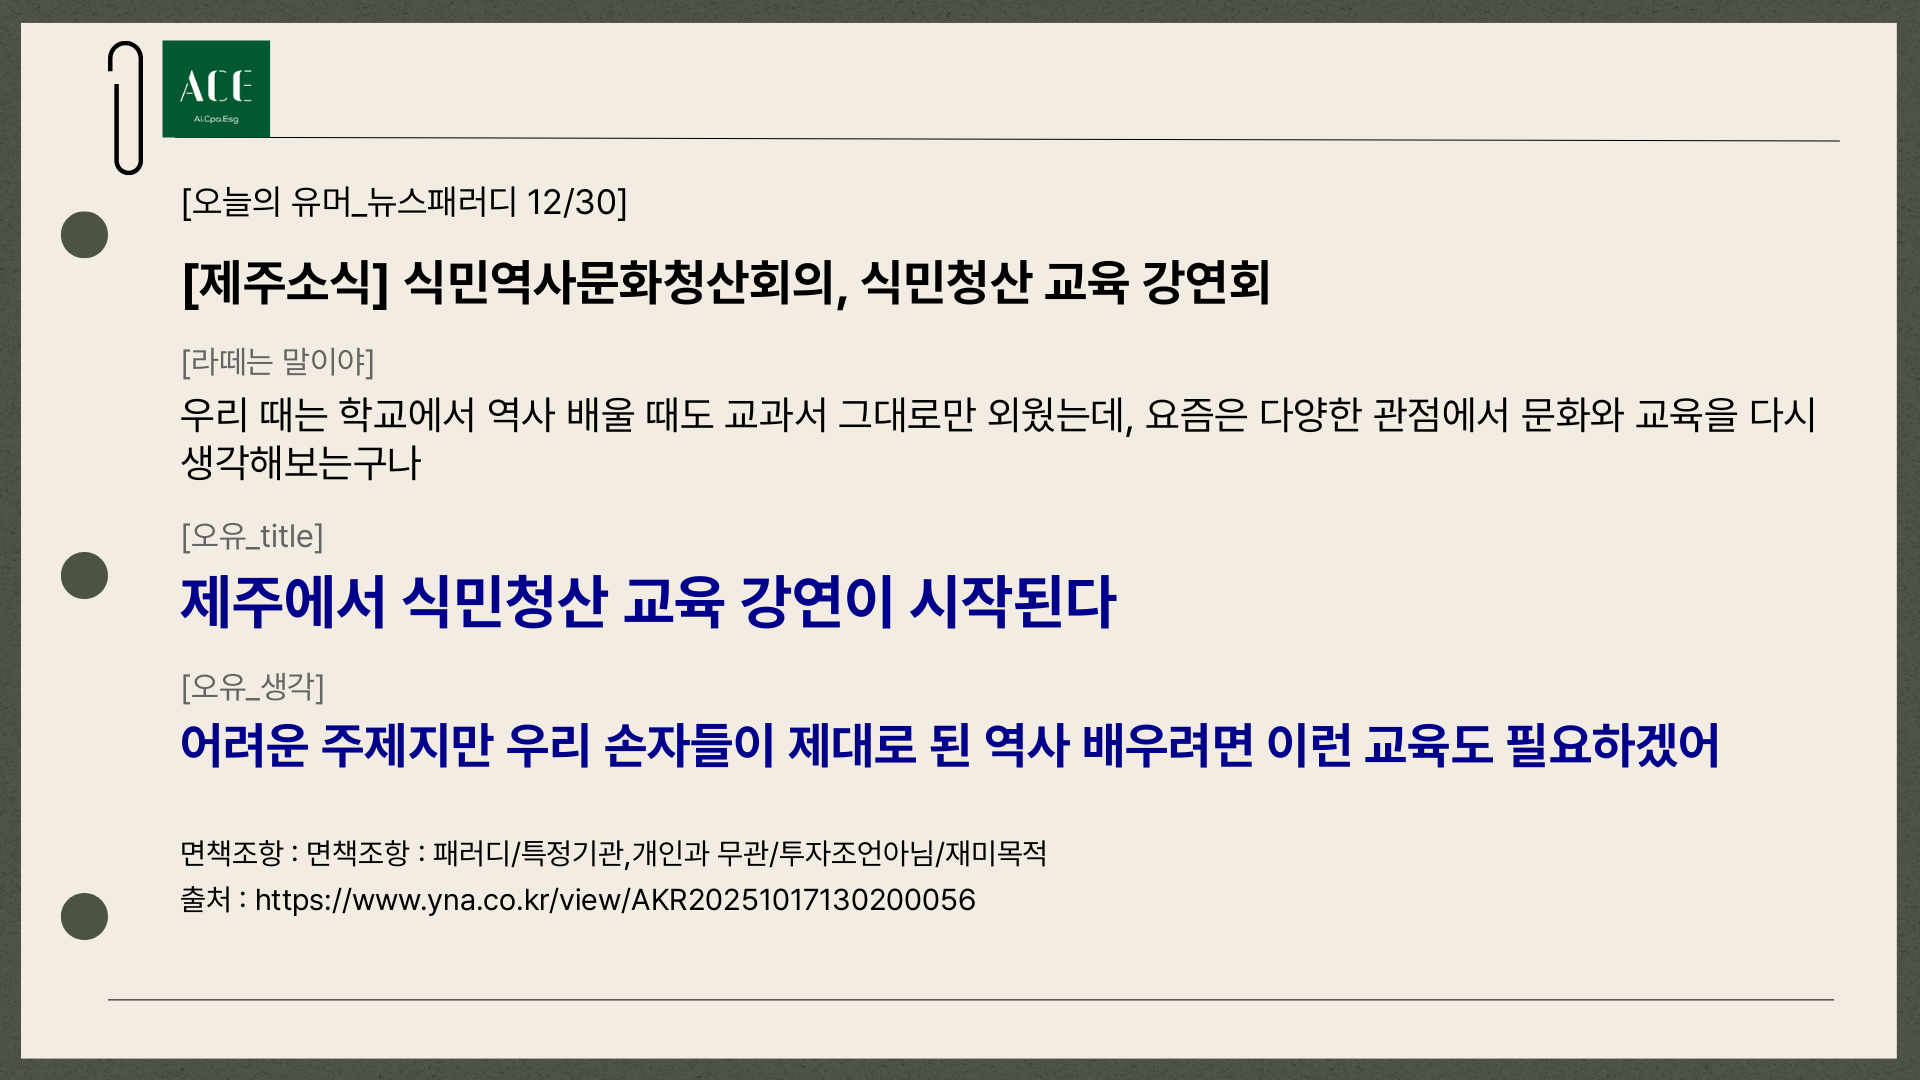 ACE
Ai.Cpa.Esg
[오늘의 유머_뉴스패러디 12/30]
[제주소식] 식민역사문화청산회의, 식민청산 교육 강연회
[라떼는 말이야]
우리 때는 학교에서 역사 배울 때도 교과서 그대로만 외웠는데, 요즘은 다양한 관점에서 문화와 교육을 다시
생각해보는구나
[오유_title]
제주에서 식민청산 교육 강연이 시작된다
[오유_생각]
어려운 주제지만 우리 손자들이 제대로 된 역사 배우려면 이런 교육도 필요하겠어
면책조항 : 면책조항 : 패러디/특정기관,개인과 무관/투자조언아님/재미목적
출처 : https://www.yna.co.kr/view/AKR20251017130200056